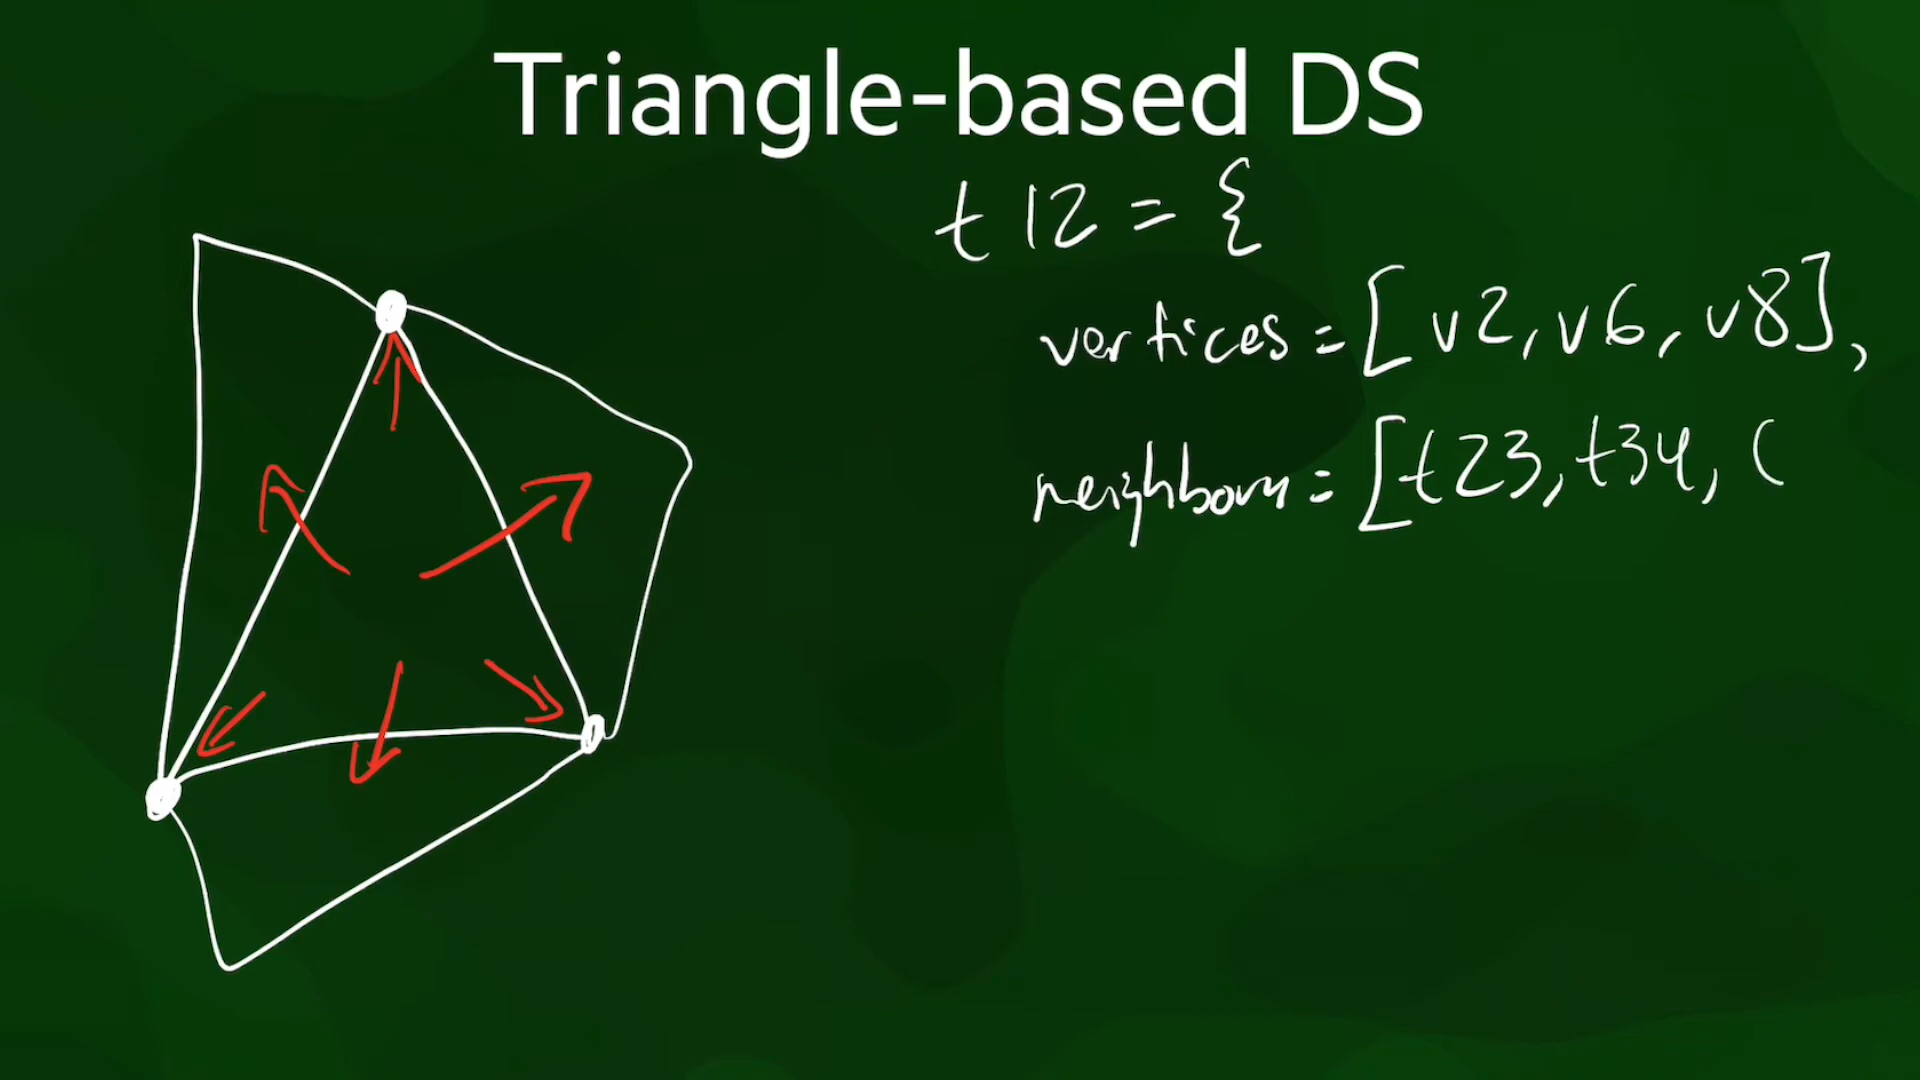 Triangle-based DS
t12 = {
vertices = [v2, v6, v8],
neighbors = [t23, t34, (